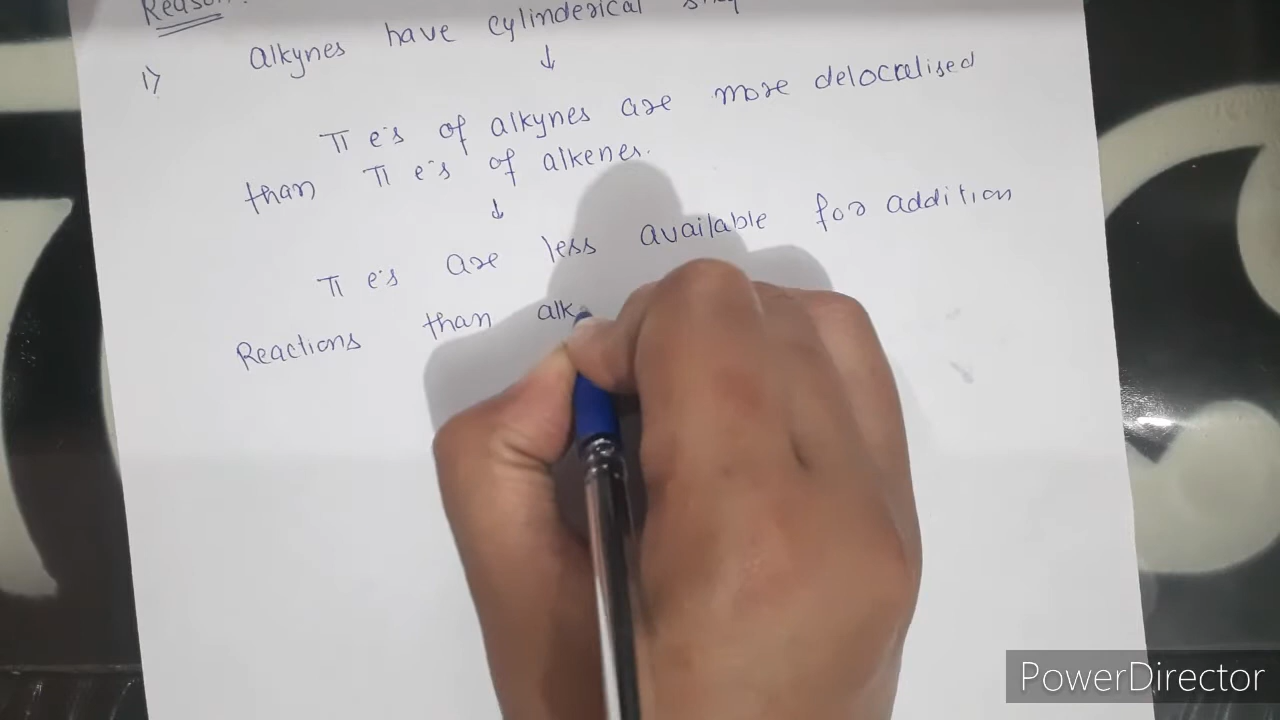 Reason
1) alkynes have cylinderical
↓
π e⁻s of alkynes are more delocalised
than π e⁻s of alkenes.
↓
π e⁻s are less available for addition
Reactions than alk
PowerDirector